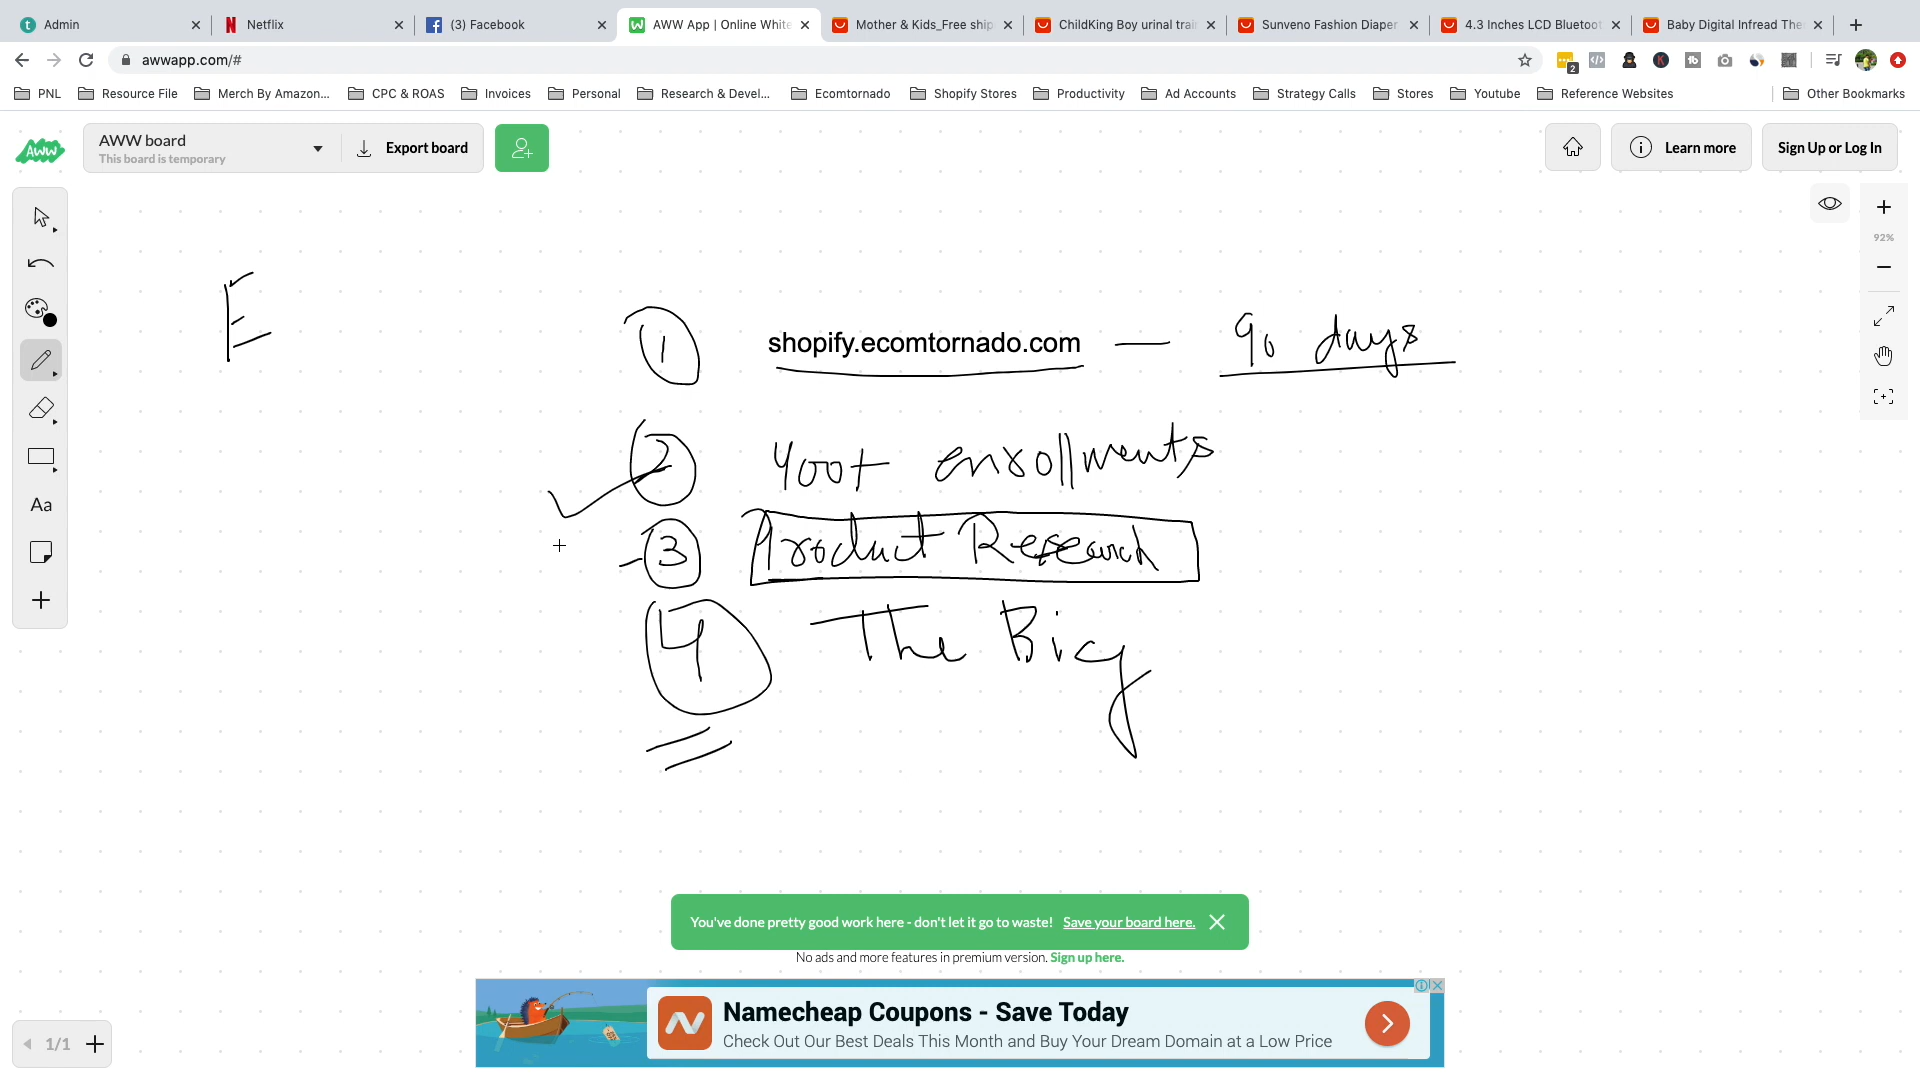 Admin
Netflix
(3) Facebook
AWW App | Online White
Mother & Kids_Free ship
ChildKing Boy urinal trai
Sunveno Fashion Diaper
4.3 Inches LCD Bluetoot
Baby Digital Infread The
awwapp.com/#
2
PNL
Resource File
Merch By Amazon...
CPC & ROAS
Invoices
Personal
Research & Devel...
Ecomtornado
Shopify Stores
Productivity
Ad Accounts
Strategy Calls
Stores
Youtube
Reference Websites
Other Bookmarks
AWW
AWW board
This board is temporary
Export board
Learn more
Sign Up or Log In
92%
Aa
E
1 shopify.ecomtornado.com — 90 days
2 400+ enrollments
3 Product Research
4 The Big
You've done pretty good work here - don't let it go to waste! Save your board here.
No ads and more features in premium version. Sign up here.
Namecheap Coupons - Save Today
Check Out Our Best Deals This Month and Buy Your Dream Domain at a Low Price
1/1